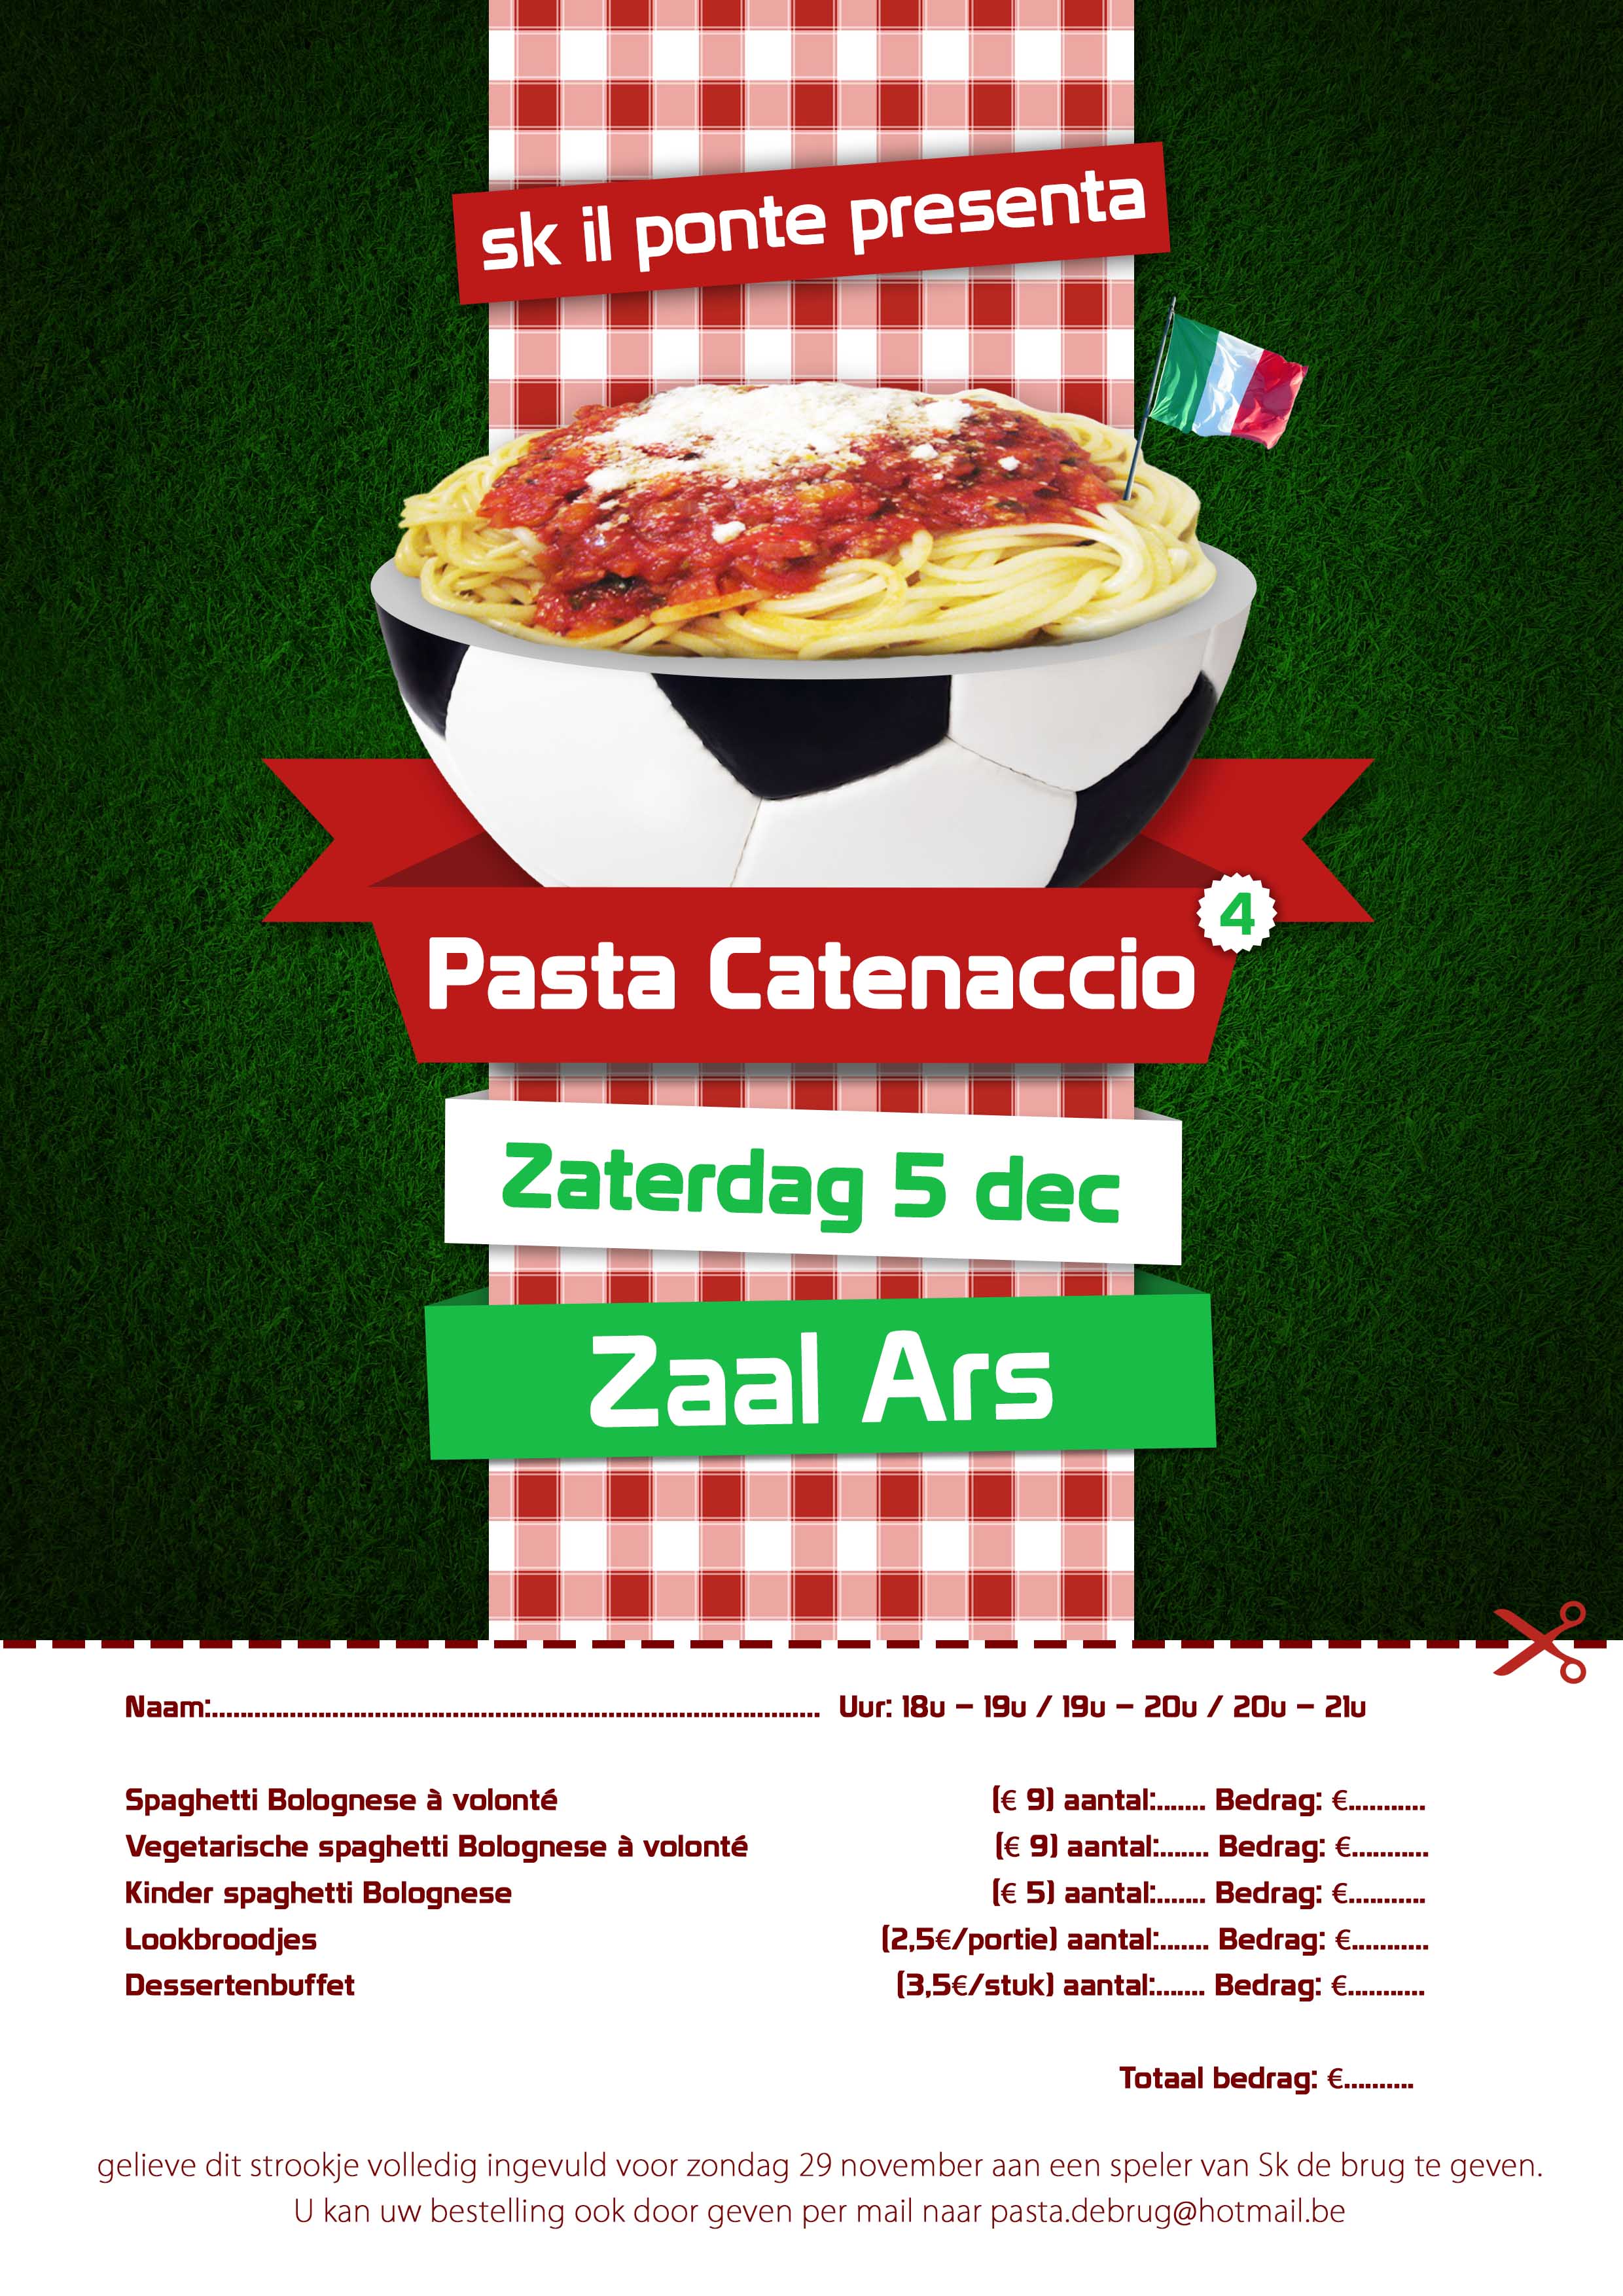 sk il ponte presenta
4
Pasta Catenaccio
Zaterdag 5 dec
Zaal Ars
Naam:....................................................................................... Uur: 18u – 19u / 19u – 20u / 20u – 21u
Spaghetti Bolognese à volonté (€ 9) aantal:....... Bedrag: €...........
Vegetarische spaghetti Bolognese à volonté (€ 9) aantal:....... Bedrag: €...........
Kinder spaghetti Bolognese (€ 5) aantal:....... Bedrag: €...........
Lookbroodjes (2,5€/portie) aantal:....... Bedrag: €...........
Dessertenbuffet (3,5€/stuk) aantal:....... Bedrag: €...........
Totaal bedrag: €..........
gelieve dit strookje volledig ingevuld voor zondag 29 november aan een speler van Sk de brug te geven.
U kan uw bestelling ook door geven per mail naar pasta.debrug@hotmail.be